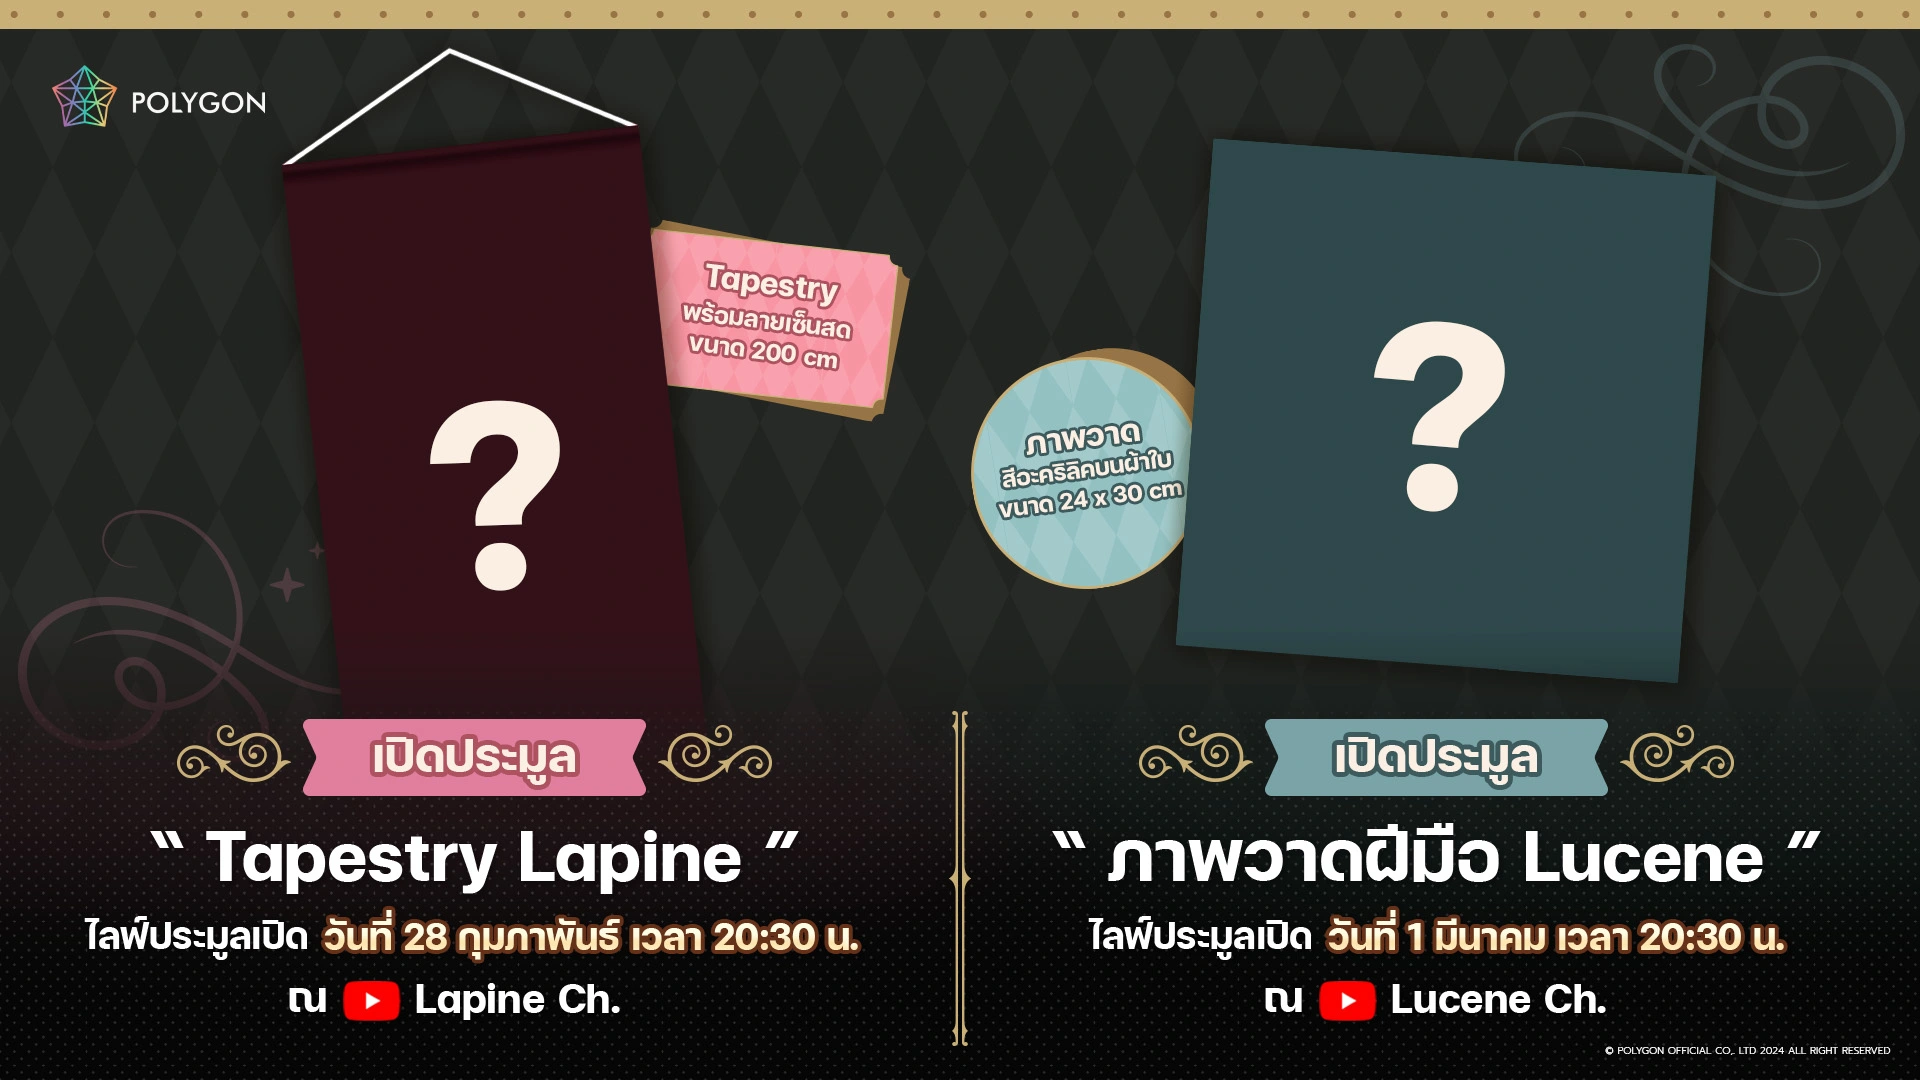 POLYGON
Tapestry
พร้อมลายเซ็นสด
ขนาด 200 cm
เปิดประมูล
“ Tapestry Lapine ”
ไลฟ์ประมูลเปิด วันที่ 28 กุมภาพันธ์ เวลา 20:30 น.
ณ Lapine Ch.
ภาพวาด
สีอะคริลิคบนผ้าใบ
ขนาด 24 x 30 cm
เปิดประมูล
“ ภาพวาดฝีมือ Lucene ”
ไลฟ์ประมูลเปิด วันที่ 1 มีนาคม เวลา 20:30 น.
ณ Lucene Ch.
© POLYGON OFFICIAL CO,. LTD 2024 ALL RIGHT RESERVED